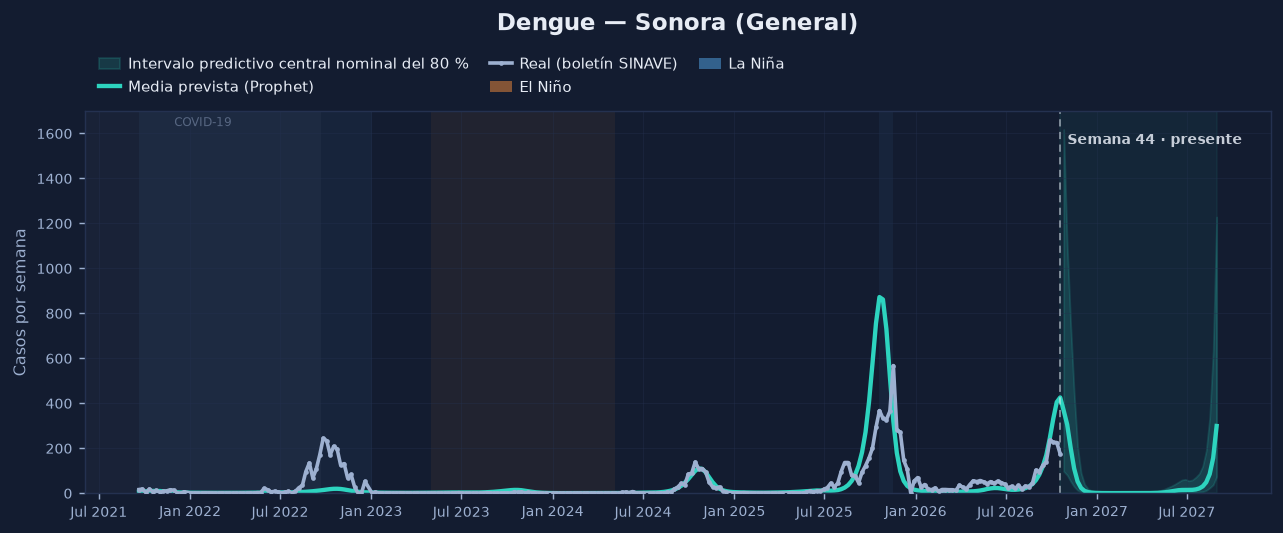 Dengue — Sonora (General)
Intervalo predictivo central nominal del 80 %
Real (boletín SINAVE)
La Niña
Media prevista (Prophet)
El Niño
COVID-19
Semana 44 · presente
Casos por semana
1600
1400
1200
1000
800
600
400
200
0
Jul 2021
Jan 2022
Jul 2022
Jan 2023
Jul 2023
Jan 2024
Jul 2024
Jan 2025
Jul 2025
Jan 2026
Jul 2026
Jan 2027
Jul 2027